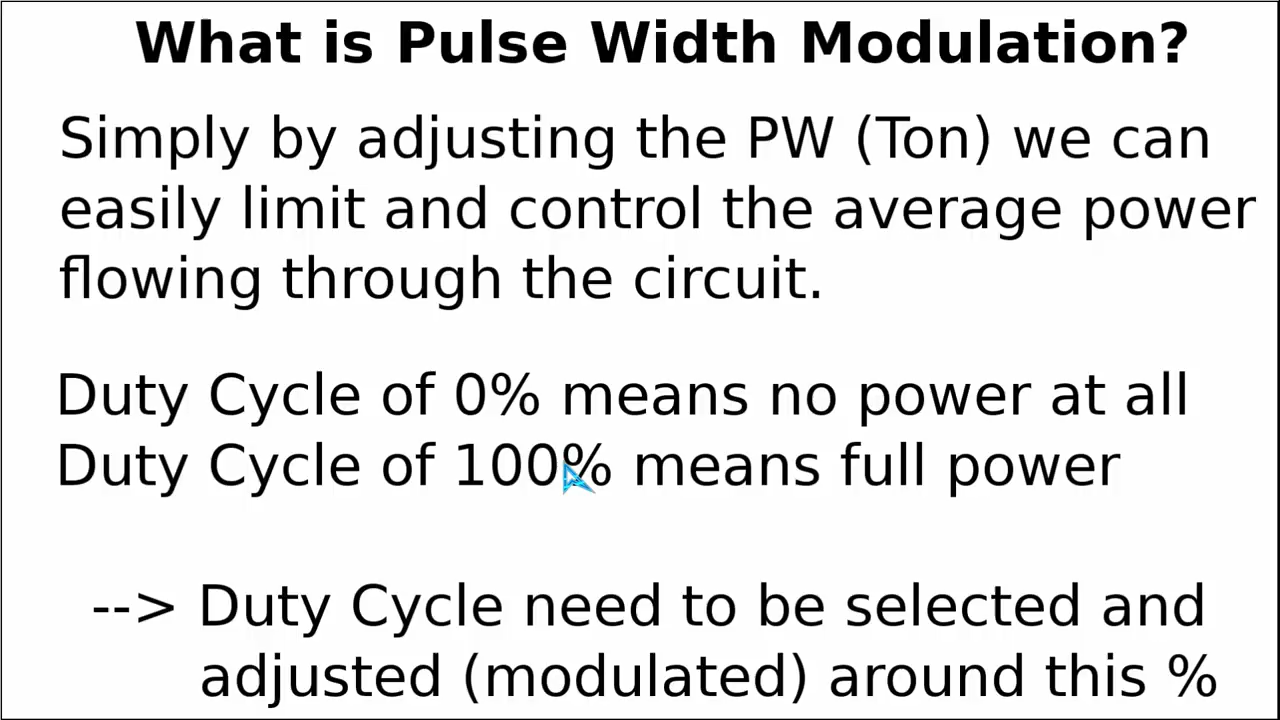 What is Pulse Width Modulation?
Simply by adjusting the PW (Ton) we can
easily limit and control the average power
flowing through the circuit.
Duty Cycle of 0% means no power at all
Duty Cycle of 100% means full power
--> Duty Cycle need to be selected and
adjusted (modulated) around this %